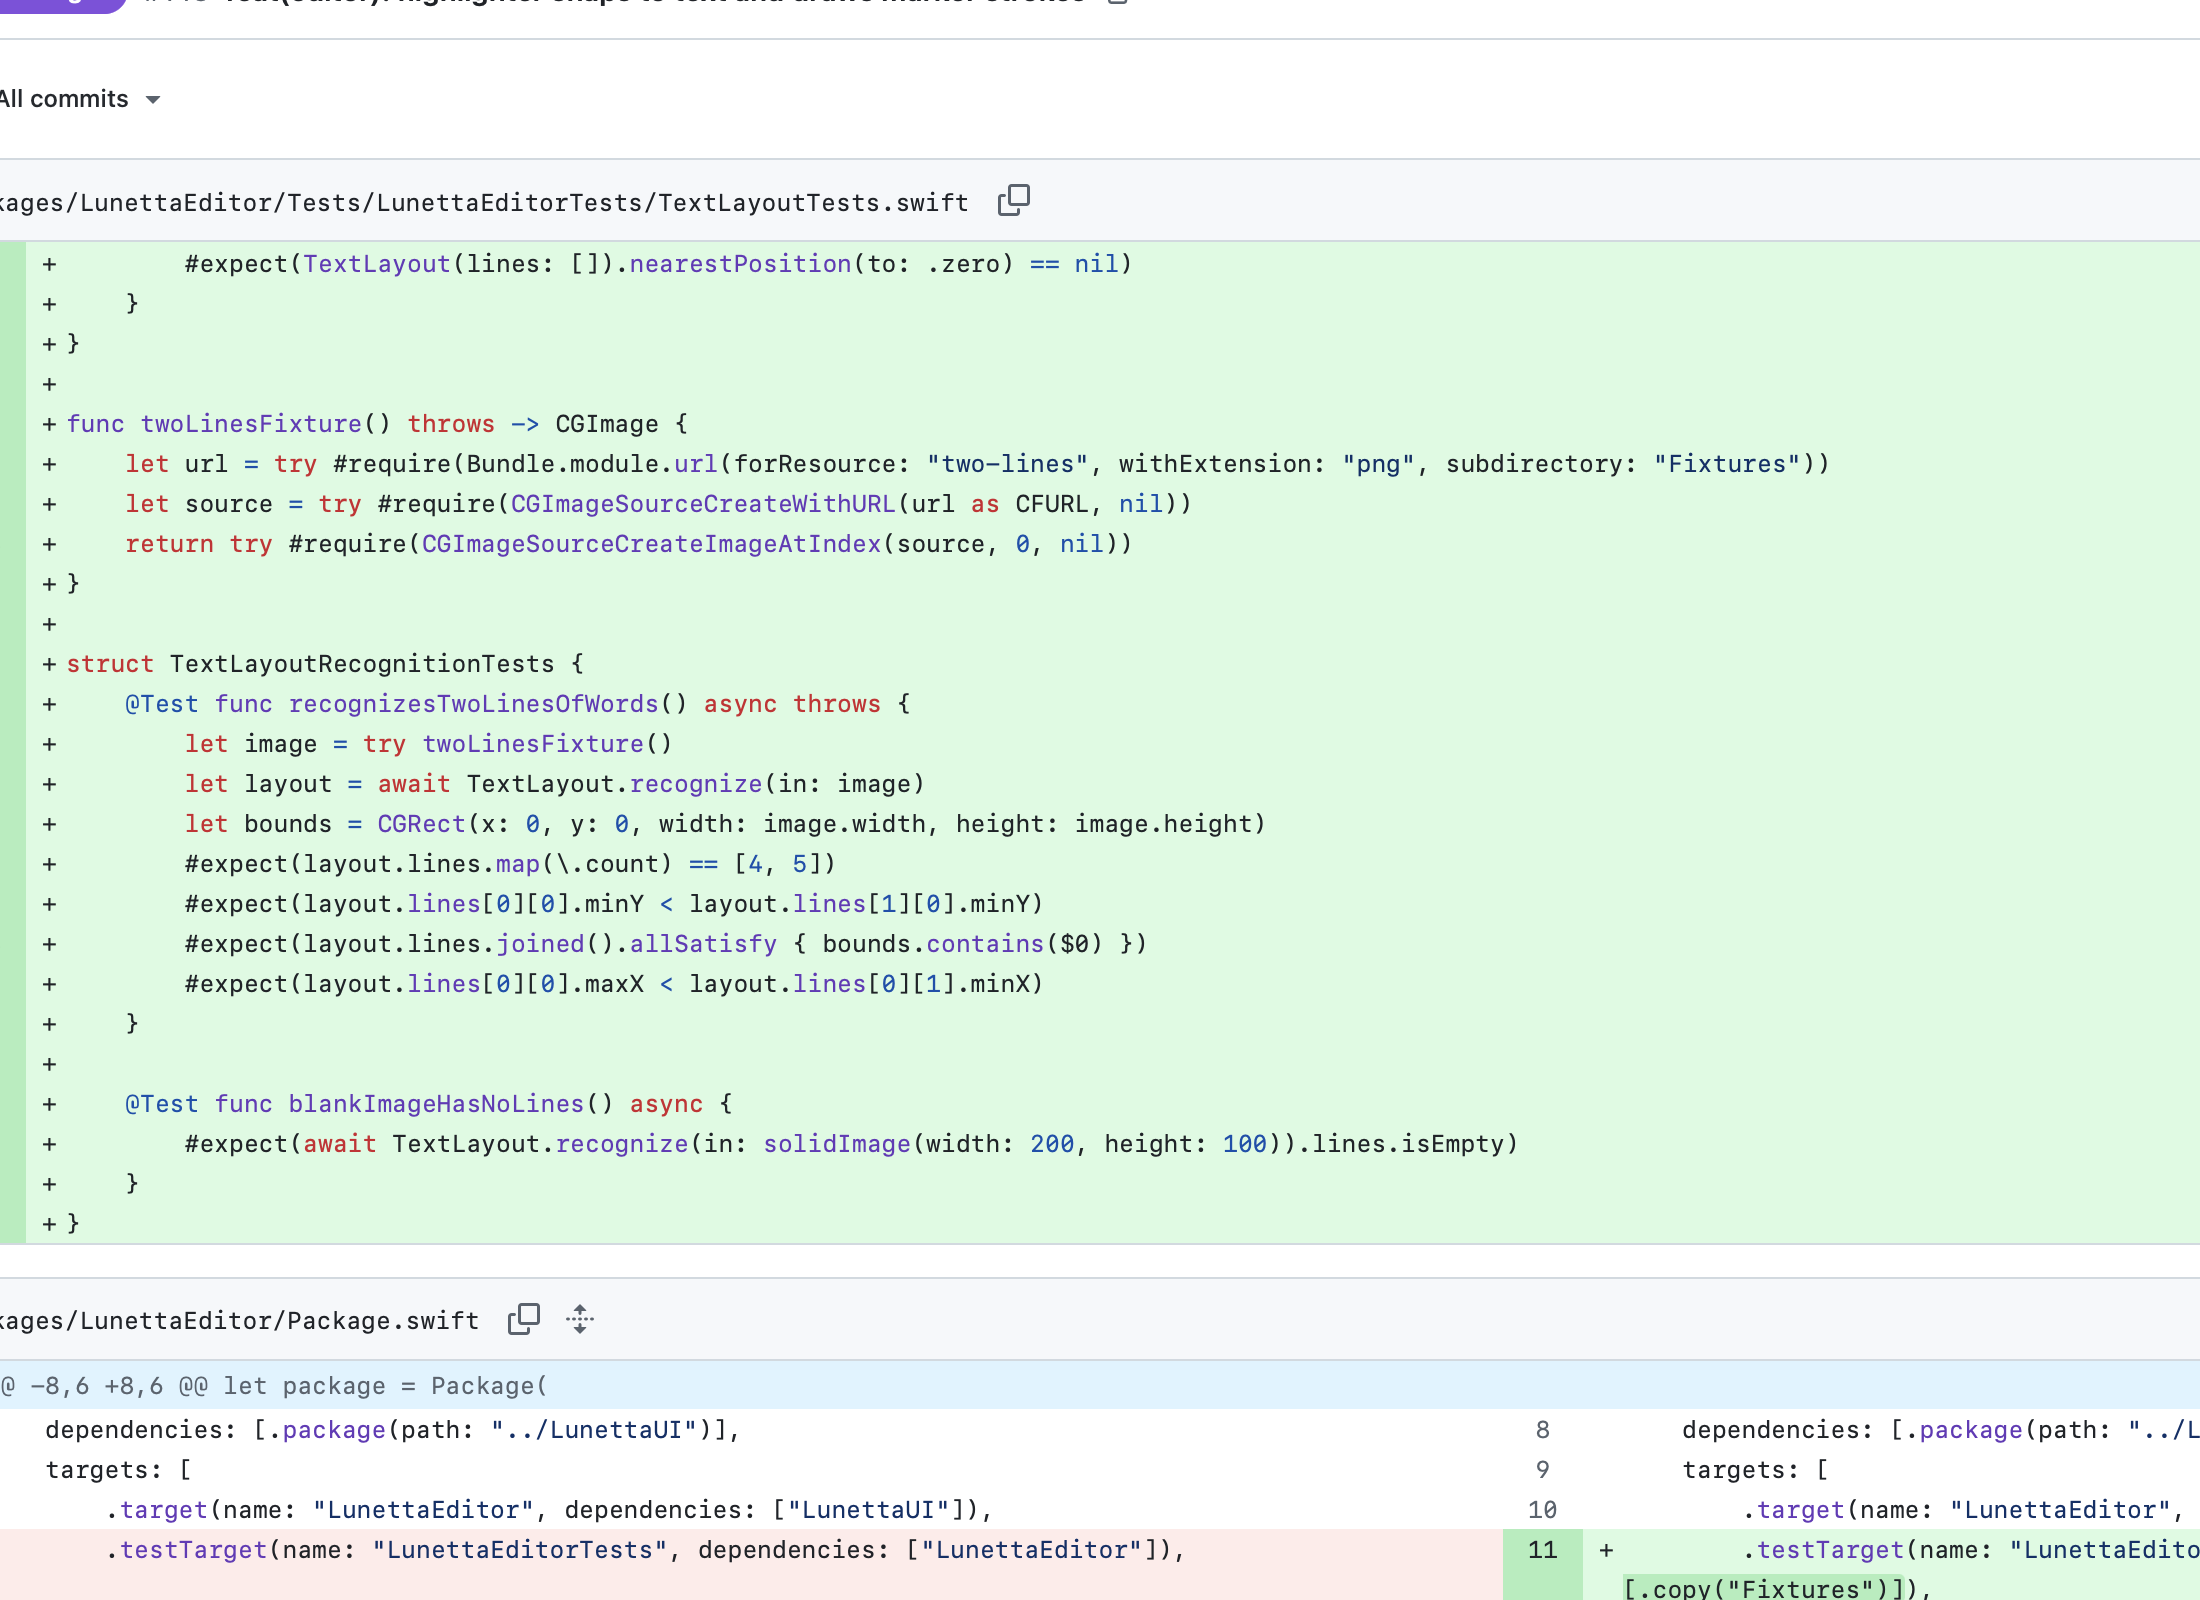 All commits
kages/LunettaEditor/Tests/LunettaEditorTests/TextLayoutTests.swift
+ #expect(TextLayout(lines: []).nearestPosition(to: .zero) == nil)
+ }
+ }
+
+ func twoLinesFixture() throws -> CGImage {
+ let url = try #require(Bundle.module.url(forResource: "two-lines", withExtension: "png", subdirectory: "Fixtures"))
+ let source = try #require(CGImageSourceCreateWithURL(url as CFURL, nil))
+ return try #require(CGImageSourceCreateImageAtIndex(source, 0, nil))
+ }
+
+ struct TextLayoutRecognitionTests {
+ @Test func recognizesTwoLinesOfWords() async throws {
+ let image = try twoLinesFixture()
+ let layout = await TextLayout.recognize(in: image)
+ let bounds = CGRect(x: 0, y: 0, width: image.width, height: image.height)
+ #expect(layout.lines.map(\.count) == [4, 5])
+ #expect(layout.lines[0][0].minY < layout.lines[1][0].minY)
+ #expect(layout.lines.joined().allSatisfy { bounds.contains($0) })
+ #expect(layout.lines[0][0].maxX < layout.lines[0][1].minX)
+ }
+
+ @Test func blankImageHasNoLines() async {
+ #expect(await TextLayout.recognize(in: solidImage(width: 200, height: 100)).lines.isEmpty)
+ }
+ }
kages/LunettaEditor/Package.swift
@ -8,6 +8,6 @@ let package = Package(
dependencies: [.package(path: "../LunettaUI")], 8 dependencies: [.package(path: "../L
targets: [ 9 targets: [
.target(name: "LunettaEditor", dependencies: ["LunettaUI"]), 10 .target(name: "LunettaEditor",
.testTarget(name: "LunettaEditorTests", dependencies: ["LunettaEditor"]), 11 + .testTarget(name: "LunettaEdito
[.copy("Fixtures")]),